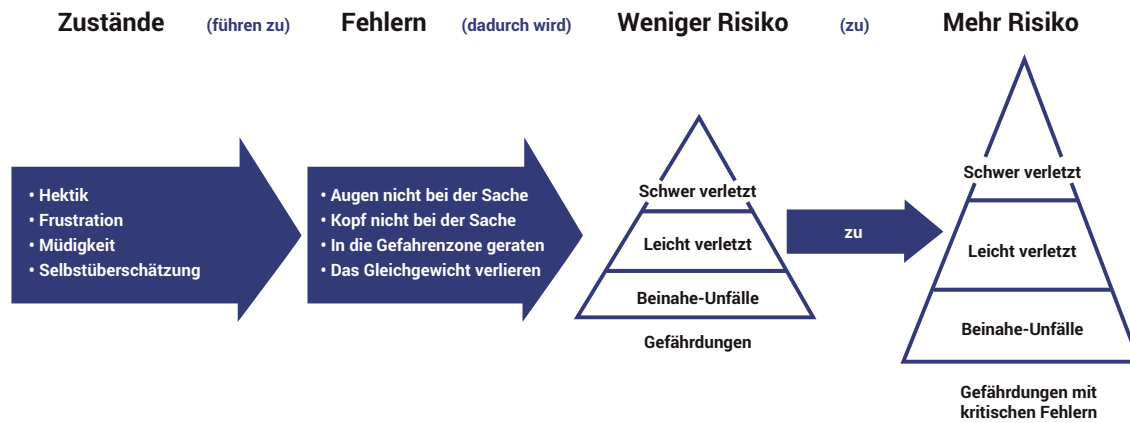 Zustände (führen zu) Fehlern (dadurch wird) Weniger Risiko (zu) Mehr Risiko
• Hektik
• Frustration
• Müdigkeit
• Selbstüberschätzung
• Augen nicht bei der Sache
• Kopf nicht bei der Sache
• In die Gefahrenzone geraten
• Das Gleichgewicht verlieren
Schwer verletzt
Leicht verletzt
Beinahe-Unfälle
Gefährdungen
zu
Schwer verletzt
Leicht verletzt
Beinahe-Unfälle
Gefährdungen mit
kritischen Fehlern